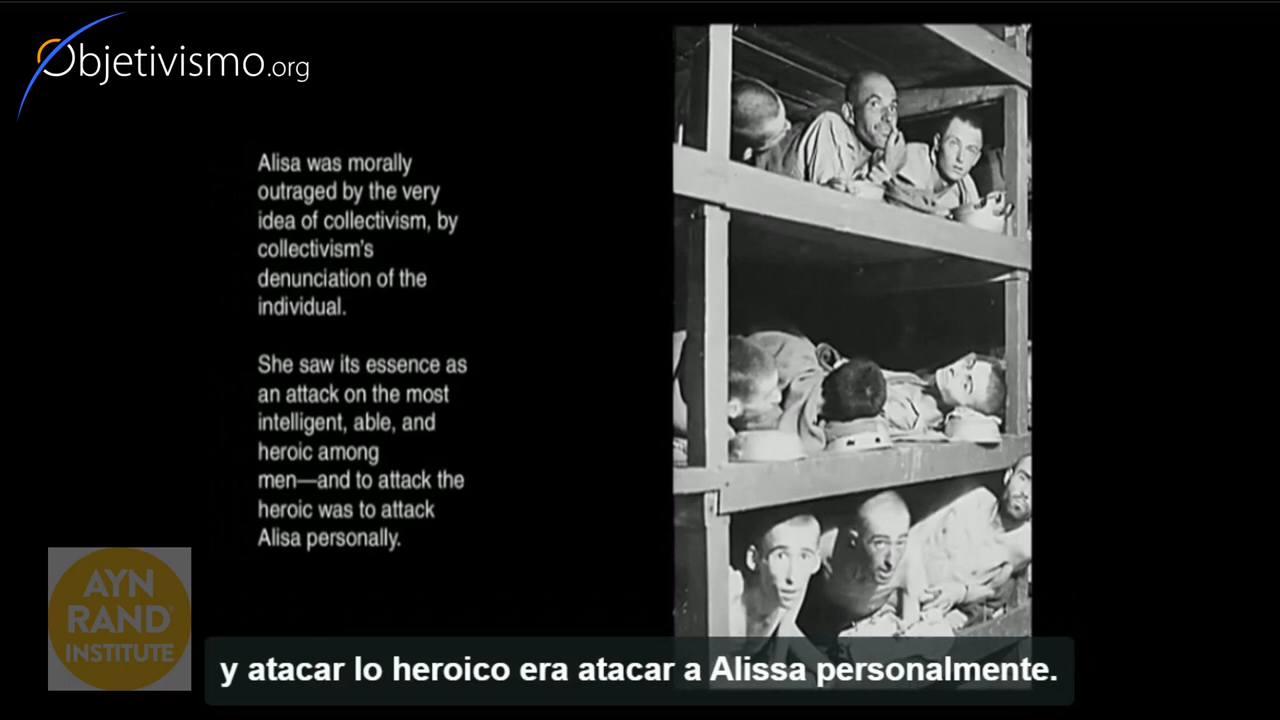 Objetivismo.org
Alisa was morally
outraged by the very
idea of collectivism, by
collectivism's
denunciation of the
individual.
She saw its essence as
an attack on the most
intelligent, able, and
heroic among
men—and to attack the
heroic was to attack
Alisa personally.
AYN
RAND®
INSTITUTE
y atacar lo heroico era atacar a Alissa personalmente.